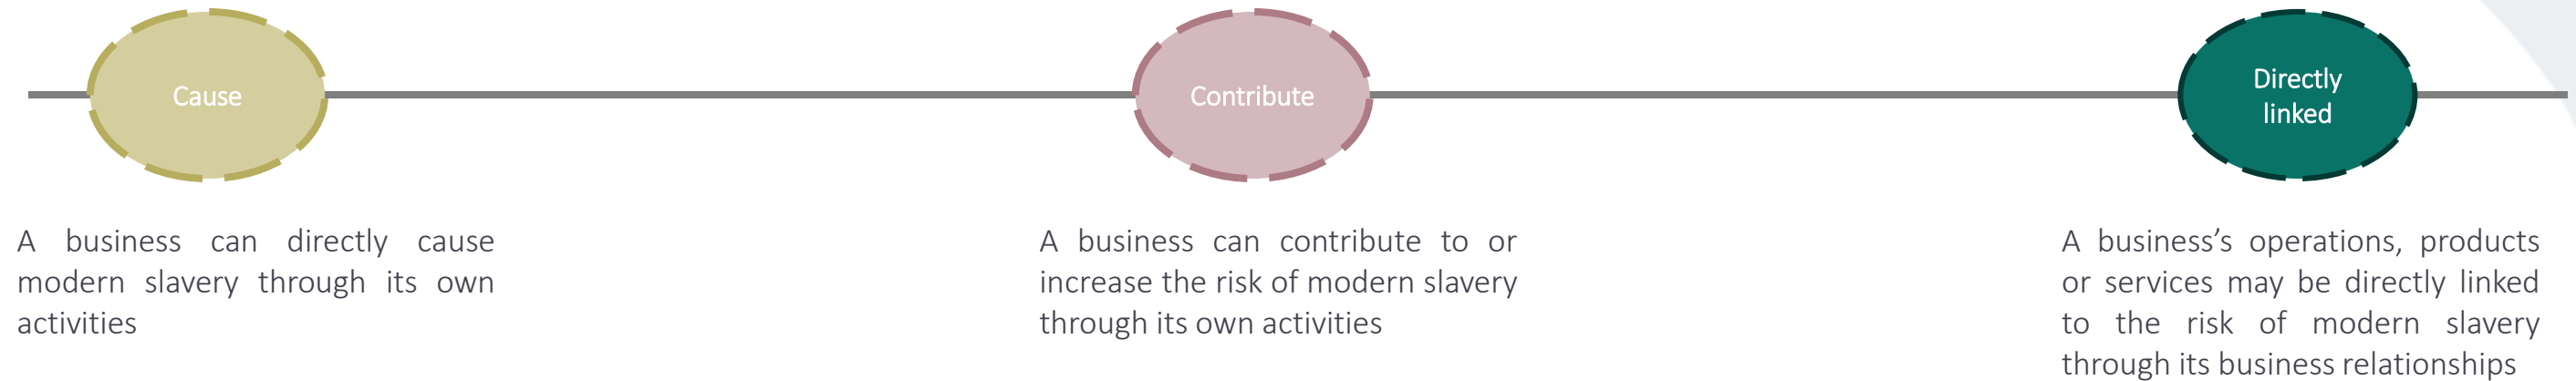 Cause
Contribute
Directly
linked
A business can directly cause
modern slavery through its own
activities
A business can contribute to or
increase the risk of modern slavery
through its own activities
A business’s operations, products
or services may be directly linked
to the risk of modern slavery
through its business relationships